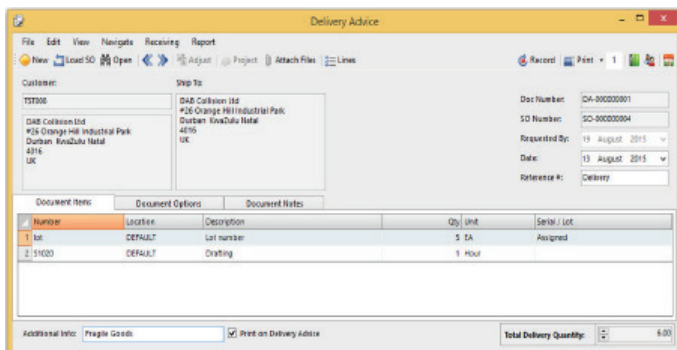 Delivery Advice
File Edit View Navigate Receiving Report
New Load SO Open Adjust Project Attach Files Lines Record Print 1
Customer: Ship To:
TST008
DAB Collision Ltd
#26 Orange Hill Industrial Park
Durban KwaZulu Natal
4016
UK
DAB Collision Ltd
#26 Orange Hill Industrial Park
Durban KwaZulu Natal
4016
UK
Doc Number: DA-000000001
SO Number: SO-000000004
Requested By: 19 August 2015
Date: 13 August 2015
Reference #: Delivery
Document Items Document Options Document Notes
Number Location Description Qty Unit Serial / Lot
1 lot DEFAULT Lot number 5 EA Assigned
2 51020 DEFAULT Drafting 1 Hour
Additional Info: Fragile Goods Print on Delivery Advice Total Delivery Quantity: 6.00